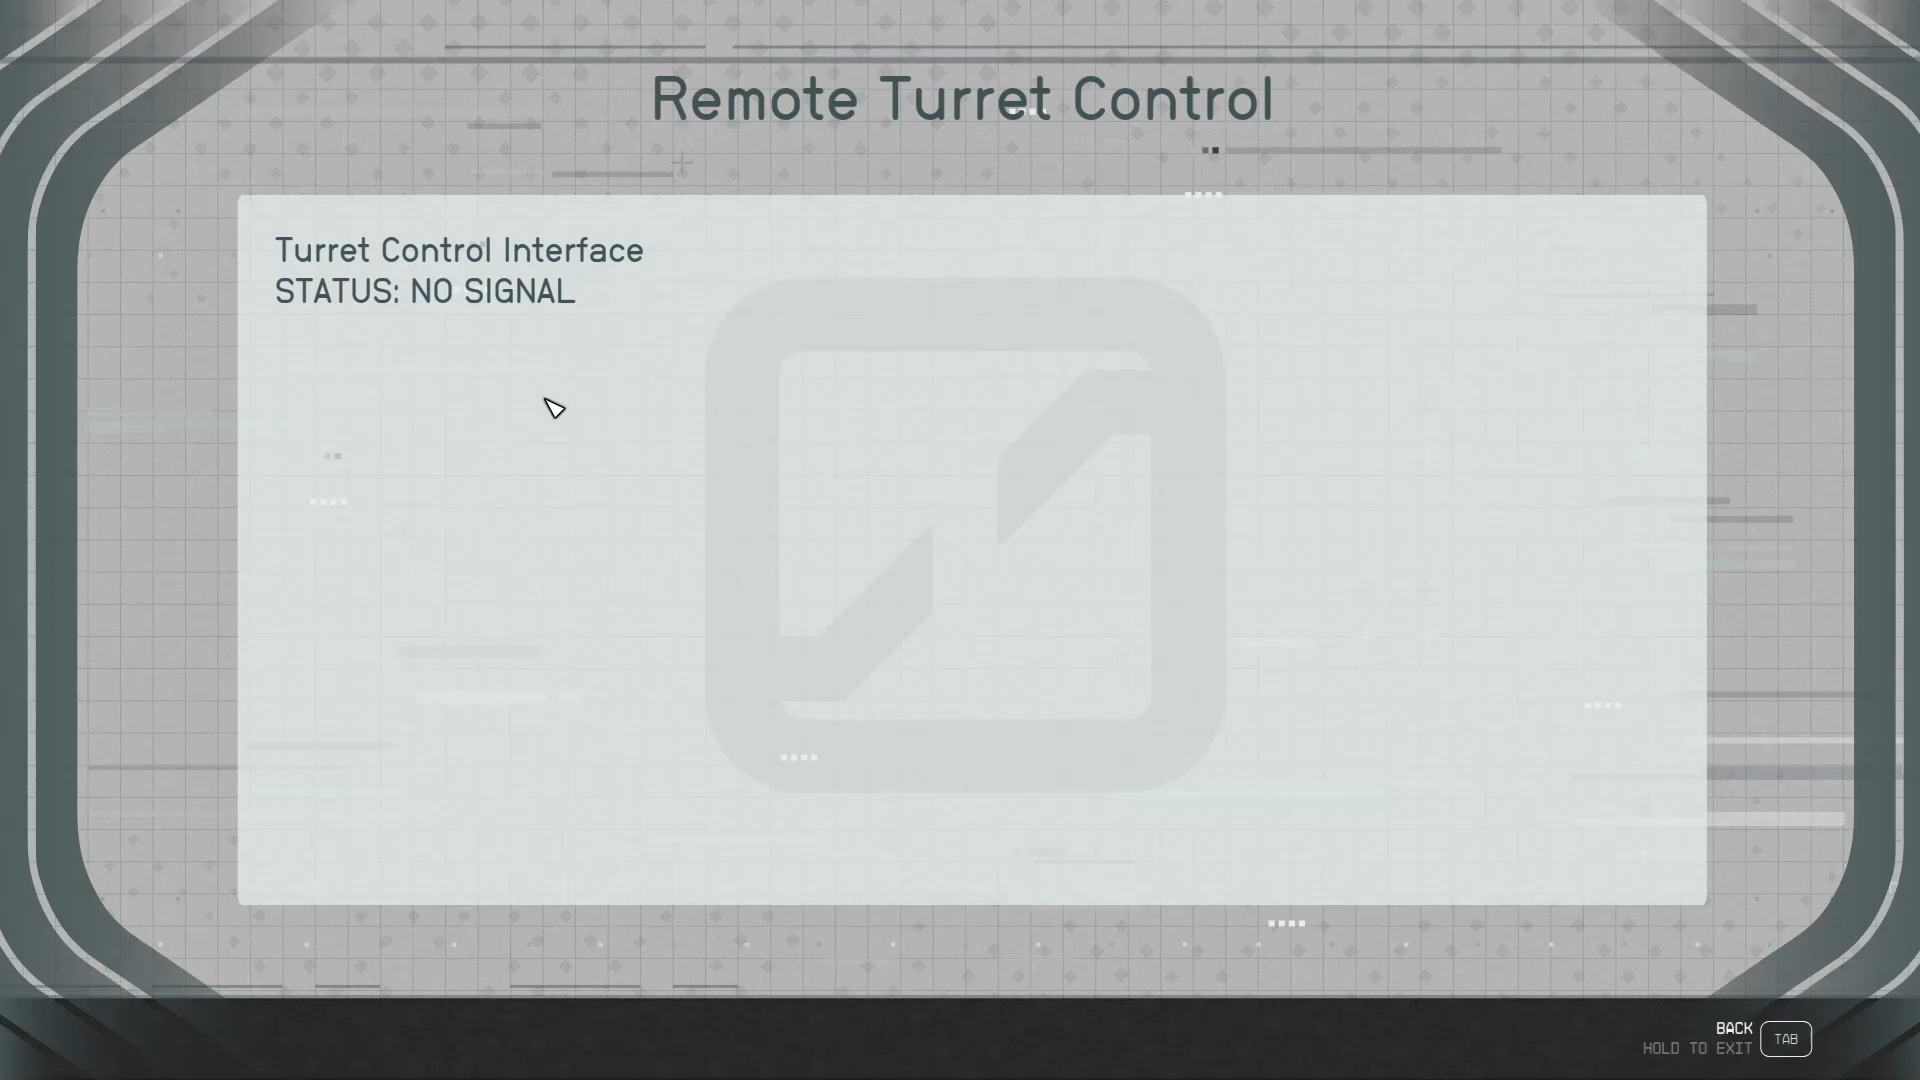 Remote Turret Control
Turret Control Interface
STATUS: NO SIGNAL
BACK
HOLD TO EXIT
TAB